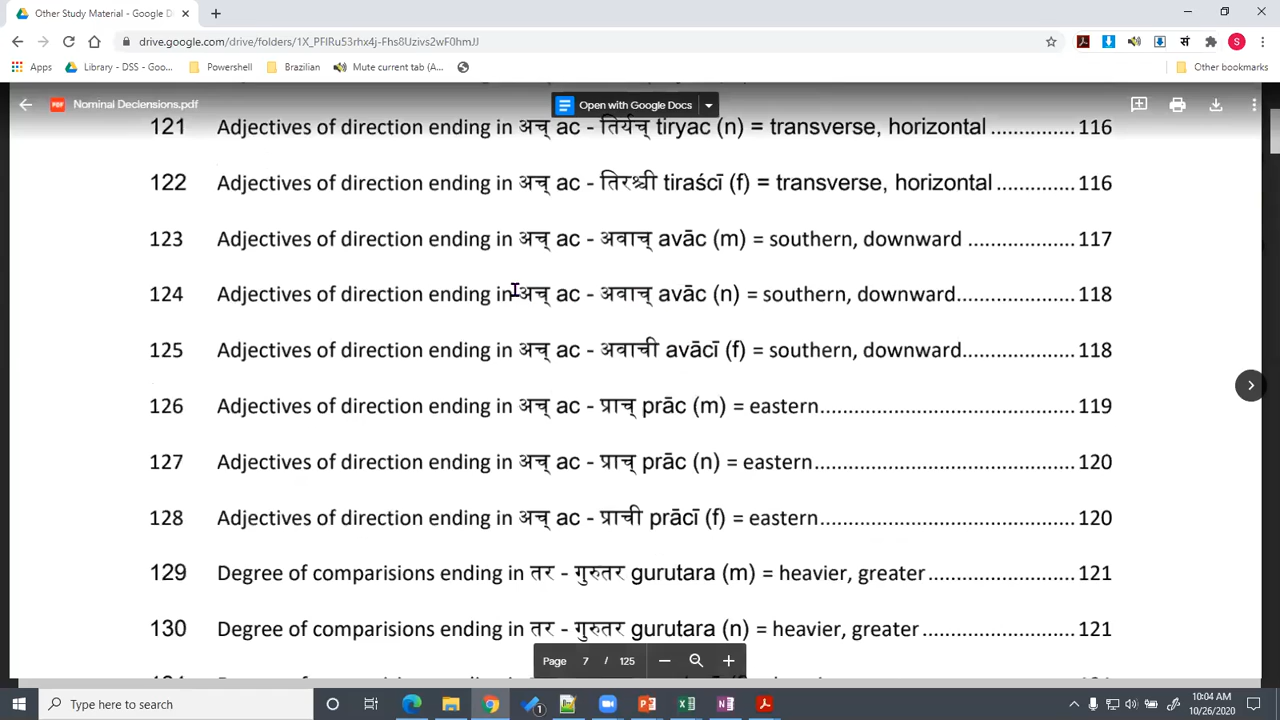 Other Study Material - Google D
drive.google.com/drive/folders/1X_PFlRu53rhx4j-Fhs8Uzivs2wF0hmJJ
सं
S
Apps
Library - DSS - Goo...
Powershell
Brazilian
Mute current tab (A...
Other bookmarks
PDF
Nominal Declensions.pdf
Open with Google Docs
121 Adjectives of direction ending in अच् ac - तिर्यच् tiryac (n) = transverse, horizontal ............116
122 Adjectives of direction ending in अच् ac - तिरश्ची tiraścī (f) = transverse, horizontal ............116
123 Adjectives of direction ending in अच् ac - अवाच् avāc (m) = southern, downward ................117
124 Adjectives of direction ending in अच् ac - अवाच् avāc (n) = southern, downward..................118
125 Adjectives of direction ending in अच् ac - अवाची avācī (f) = southern, downward.................118
126 Adjectives of direction ending in अच् ac - प्राच् prāc (m) = eastern.......................................119
127 Adjectives of direction ending in अच् ac - प्राच् prāc (n) = eastern........................................120
128 Adjectives of direction ending in अच् ac - प्राची prācī (f) = eastern.......................................120
129 Degree of comparisions ending in तर - गुरुतर gurutara (m) = heavier, greater......................121
130 Degree of comparisions ending in तर - गुरुतर gurutara (n) = heavier, greater .......................121
Page 7 / 125
Type here to search
1
10:04 AM
10/26/2020